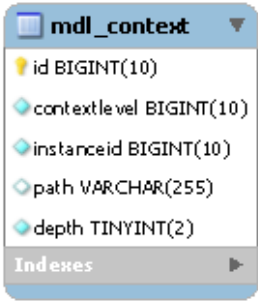 mdl_context
id BIGINT(10)
contextlevel BIGINT(10)
instanceid BIGINT(10)
path VARCHAR(255)
depth TINYINT(2)
Indexes